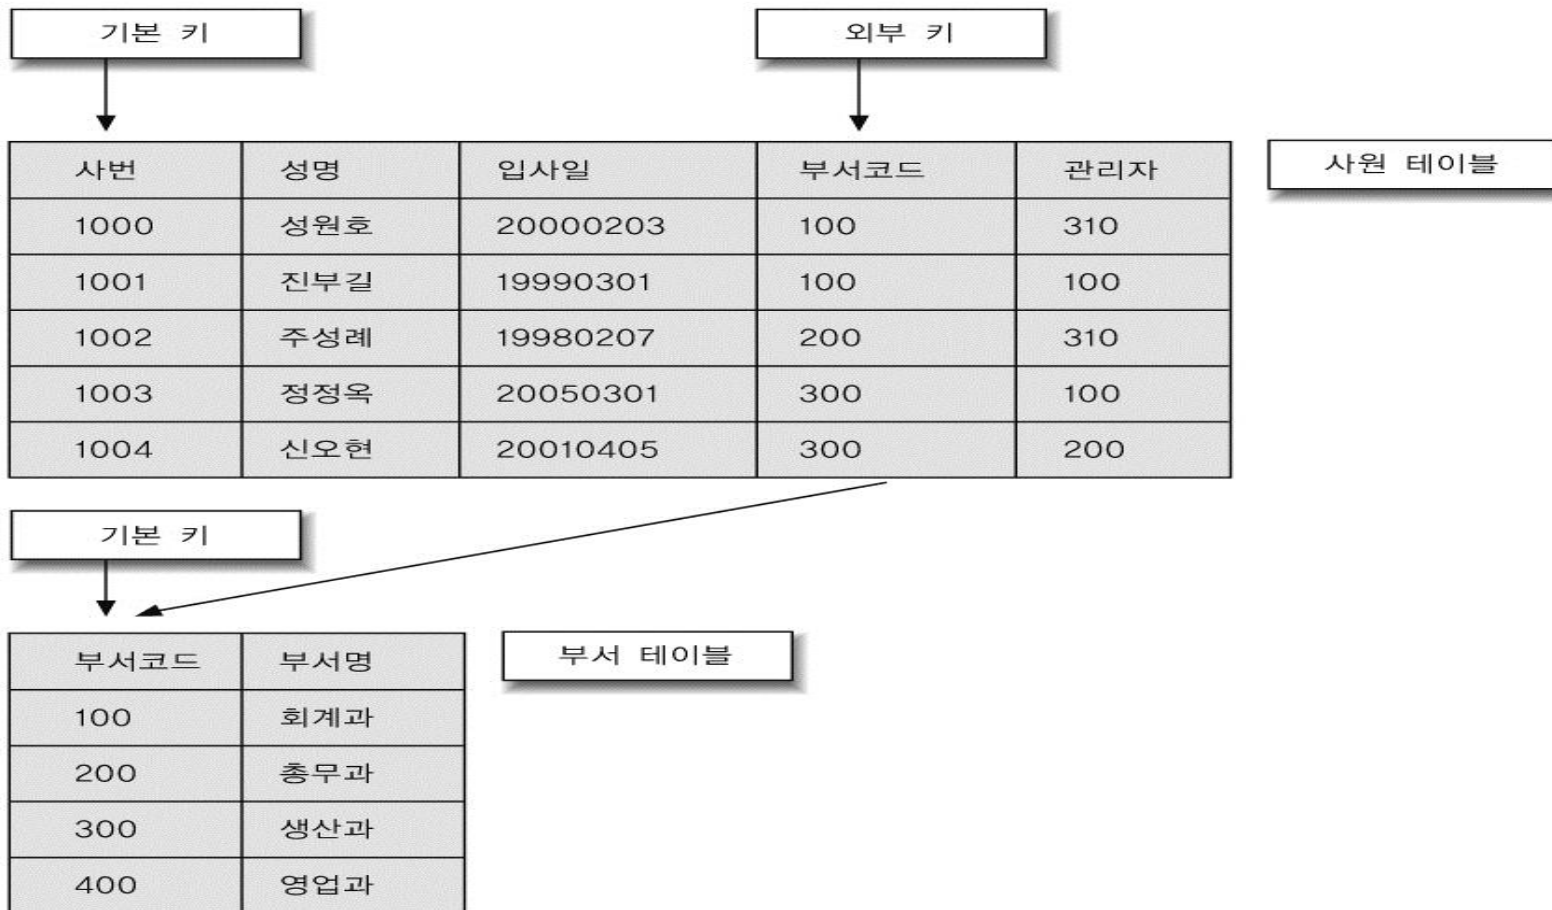 기본 키
외부 키
사번 성명 입사일 부서코드 관리자
사원 테이블
1000 성원호 20000203 100 310
1001 진부길 19990301 100 100
1002 주성례 19980207 200 310
1003 정정옥 20050301 300 100
1004 신오현 20010405 300 200
기본 키
부서코드 부서명
부서 테이블
100 회계과
200 총무과
300 생산과
400 영업과